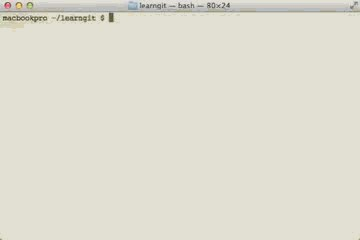 learngit — bash — 80×24
macbookpro ~/learngit $